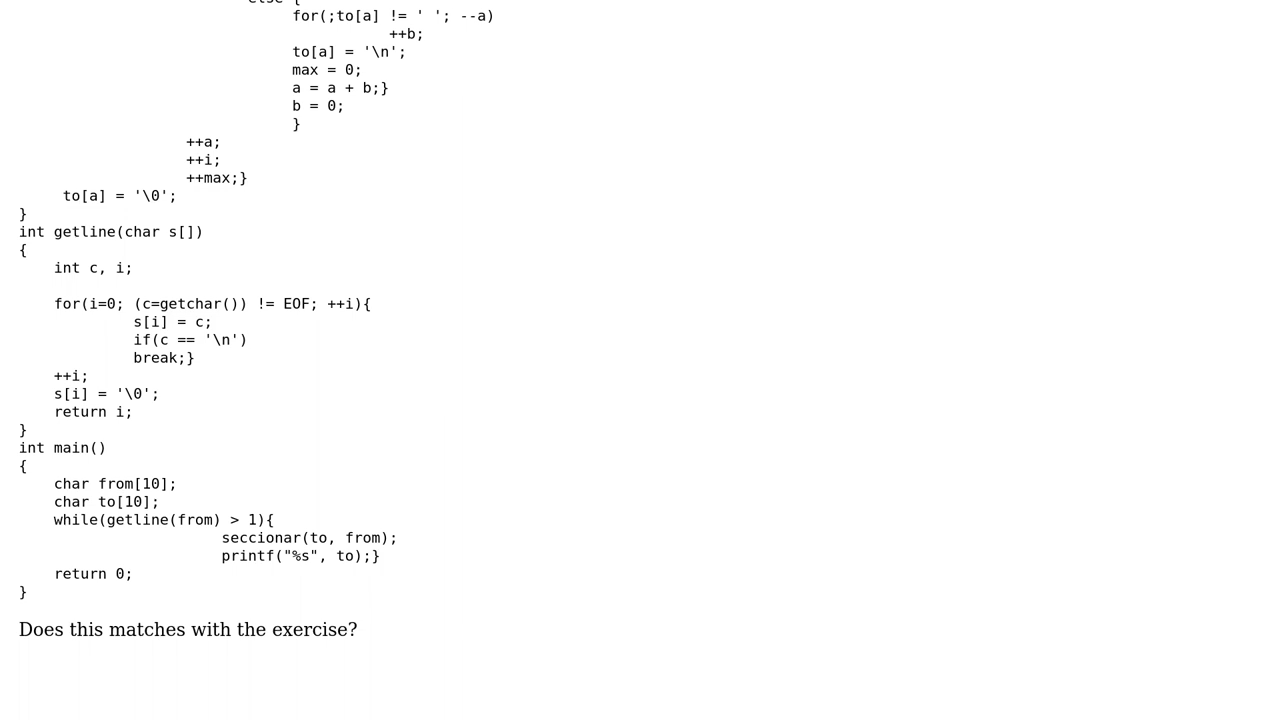 else {
for(;to[a] != ' '; --a)
++b;
to[a] = '\n';
max = 0;
a = a + b;}
b = 0;
}
++a;
++i;
++max;}
to[a] = '\0';
}
int getline(char s[])
{
int c, i;
for(i=0; (c=getchar()) != EOF; ++i){
s[i] = c;
if(c == '\n')
break;}
++i;
s[i] = '\0';
return i;
}
int main()
{
char from[10];
char to[10];
while(getline(from) > 1){
seccionar(to, from);
printf("%s", to);}
return 0;
}
Does this matches with the exercise?